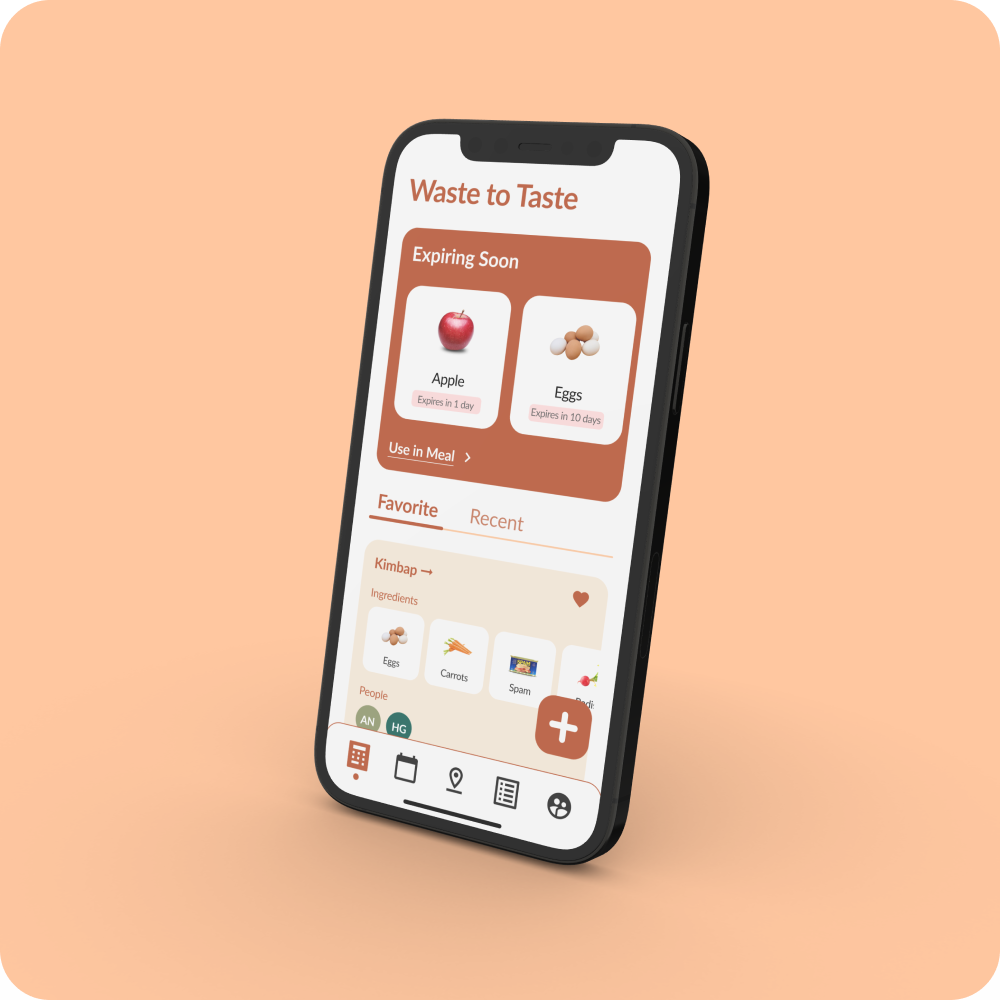 Waste to Taste
Expiring Soon
Apple
Expires in 1 day
Eggs
Expires in 10 days
Use in Meal
Favorite
Recent
Kimbap →
Ingredients
Eggs
Carrots
Spam
People
AN
HG